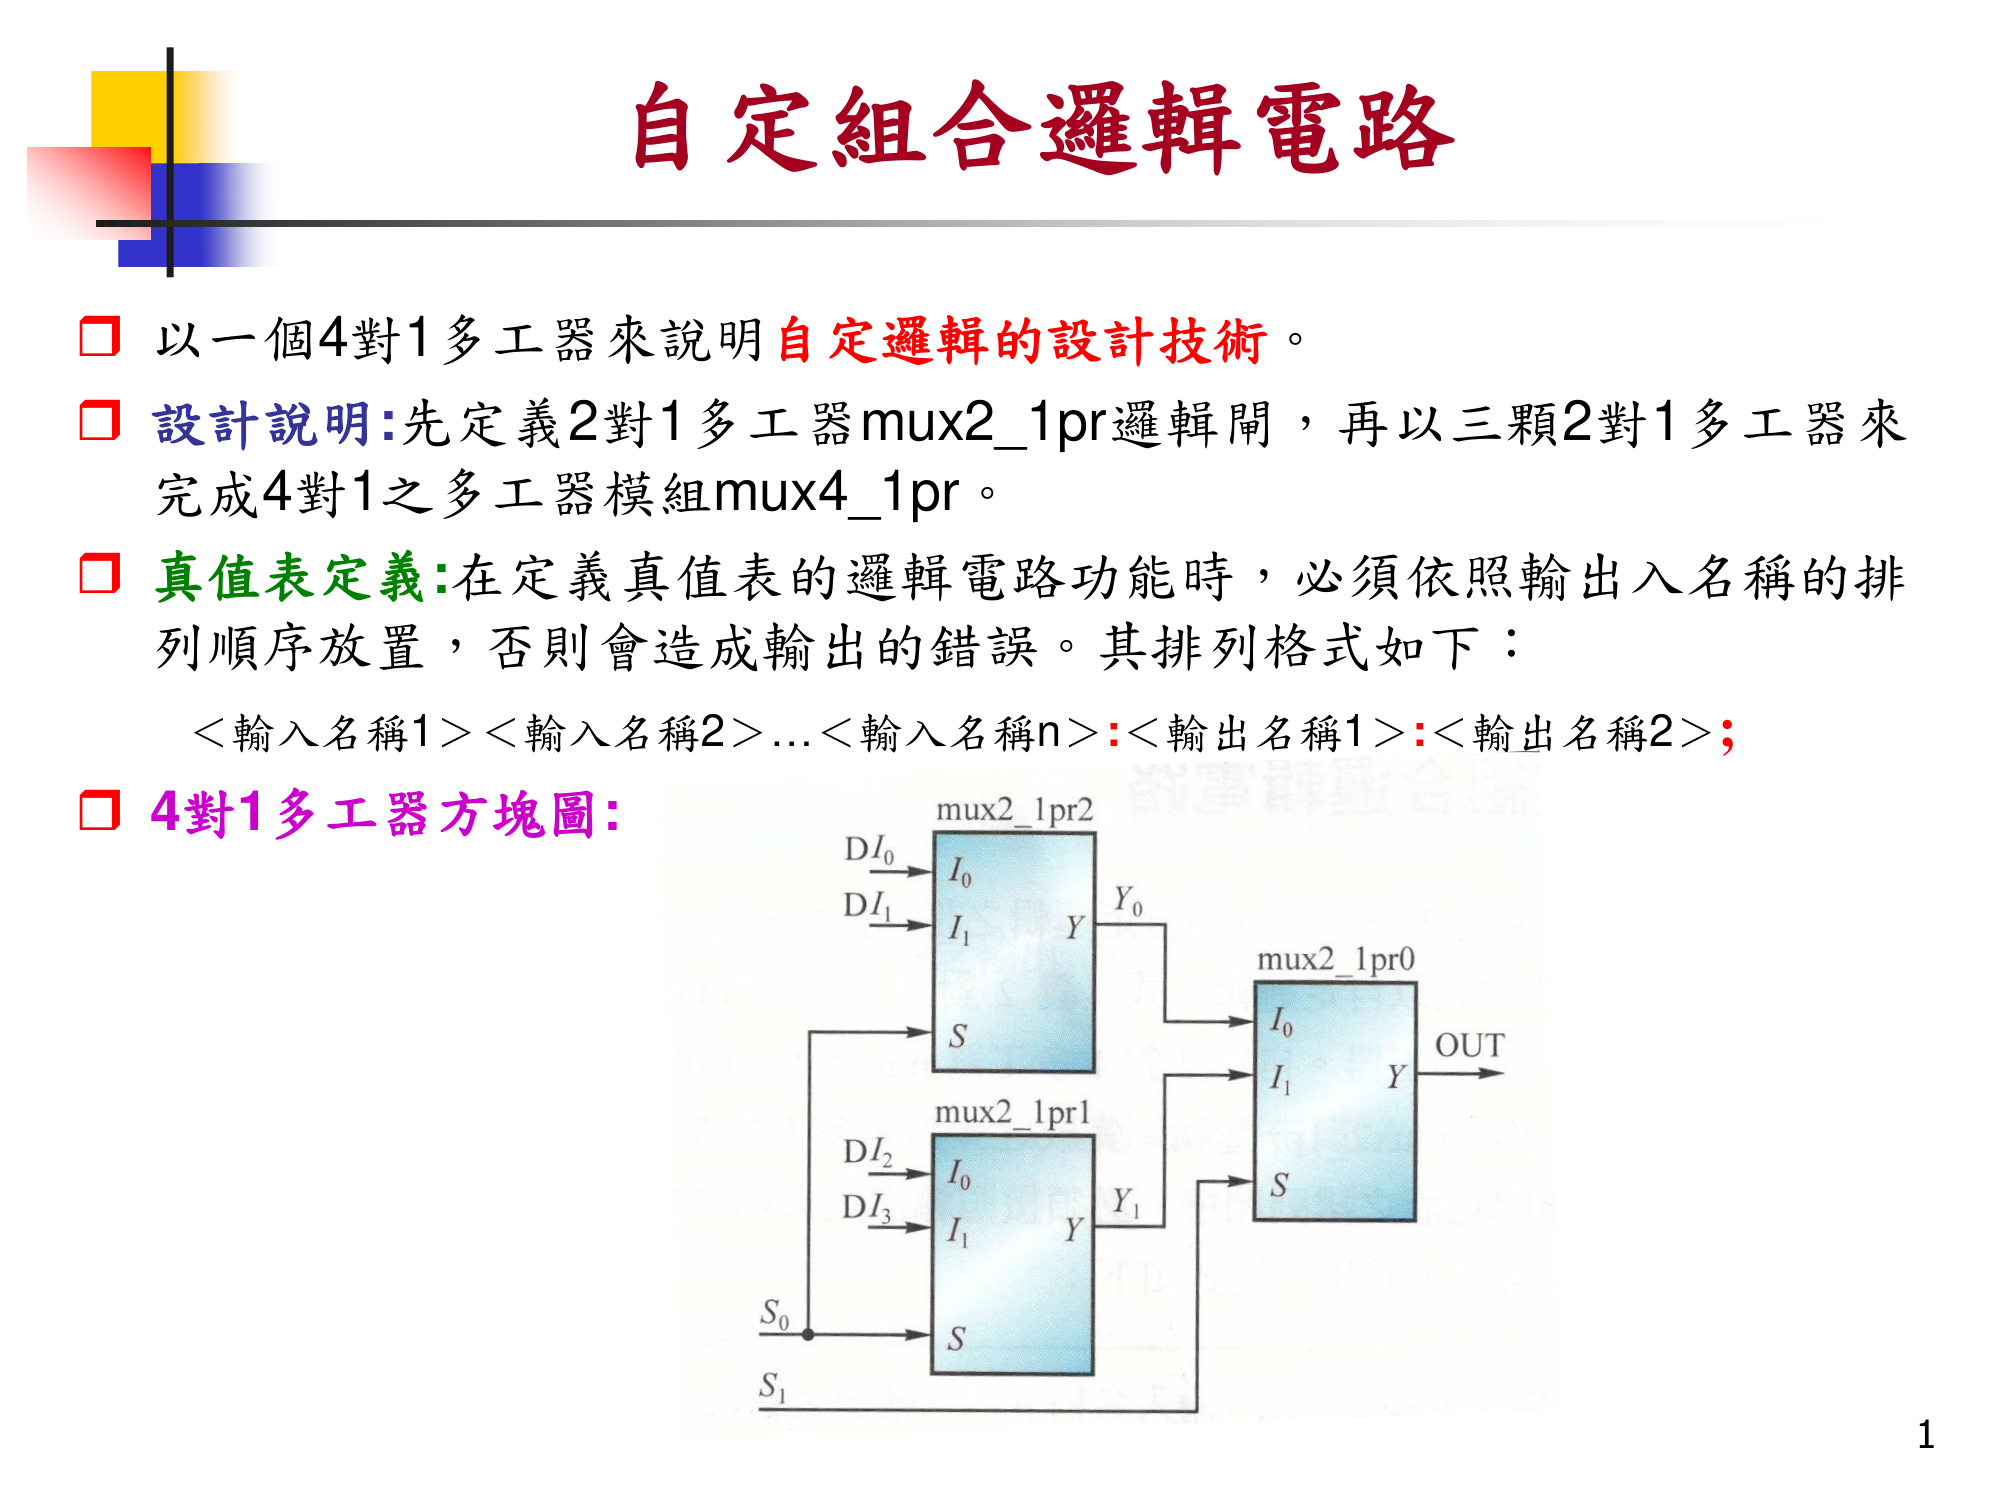 自定組合邏輯電路
以一個4對1多工器來說明自定邏輯的設計技術。
設計說明:先定義2對1多工器mux2_1pr邏輯閘，再以三顆2對1多工器來
完成4對1之多工器模組mux4_1pr。
真值表定義:在定義真值表的邏輯電路功能時，必須依照輸出入名稱的排
列順序放置，否則會造成輸出的錯誤。其排列格式如下：
＜輸入名稱1＞＜輸入名稱2＞…＜輸入名稱n＞:＜輸出名稱1＞:＜輸出名稱2＞;
4對1多工器方塊圖:
mux2_1pr2
DI0
I0
DI1
I1
Y
Y0
S
mux2_1pr0
I0
I1
Y
OUT
S
mux2_1pr1
DI2
I0
DI3
I1
Y
Y1
S
S0
S1
1